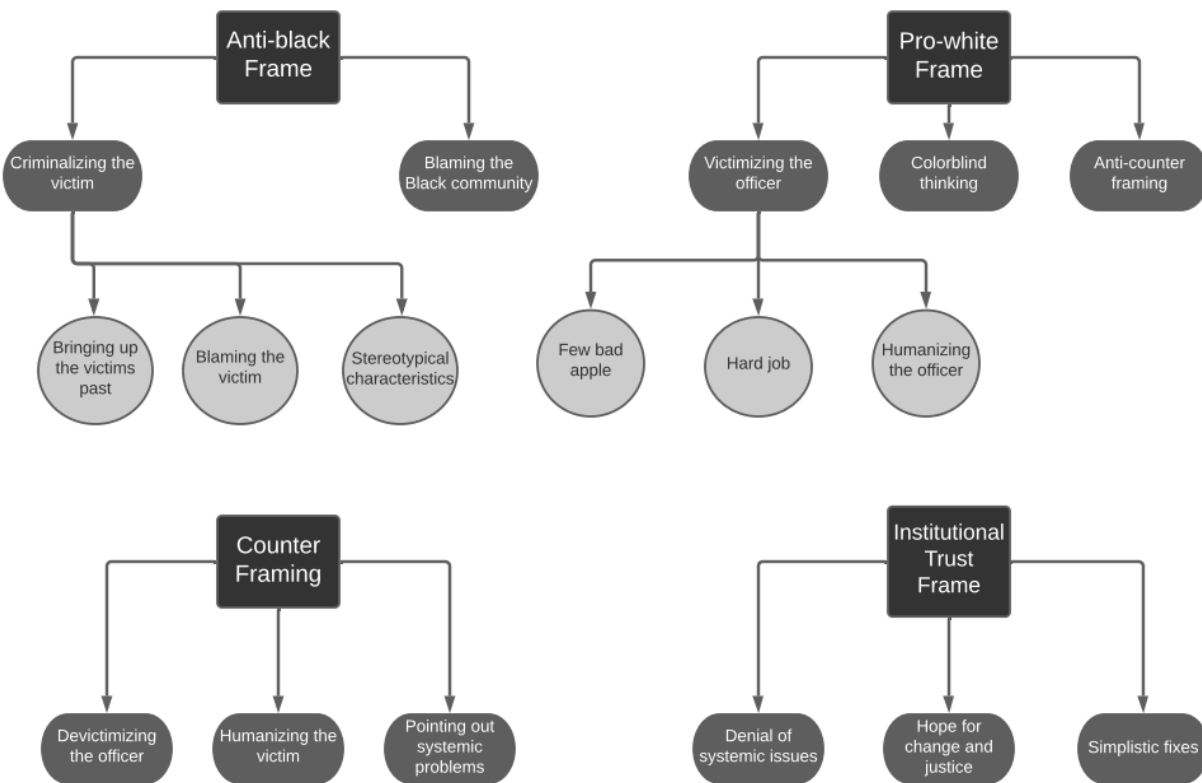 Anti-black
Frame
Pro-white
Frame
Criminalizing the
victim
Blaming the
Black community
Victimizing the
officer
Colorblind
thinking
Anti-counter
framing
Bringing up
the victims
past
Blaming the
victim
Stereotypical
characteristics
Few bad
apple
Hard job
Humanizing
the officer
Counter
Framing
Institutional
Trust
Frame
Devictimizing
the officer
Humanizing the
victim
Pointing out
systemic
problems
Denial of
systemic issues
Hope for
change and
justice
Simplistic fixes